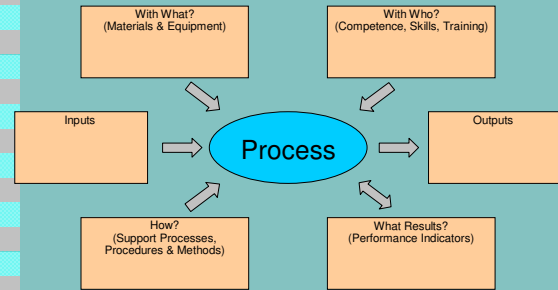 With What?
(Materials & Equipment)
With Who?
(Competence, Skills, Training)
Inputs
Process
Outputs
How?
(Support Processes,
Procedures & Methods)
What Results?
(Performance Indicators)